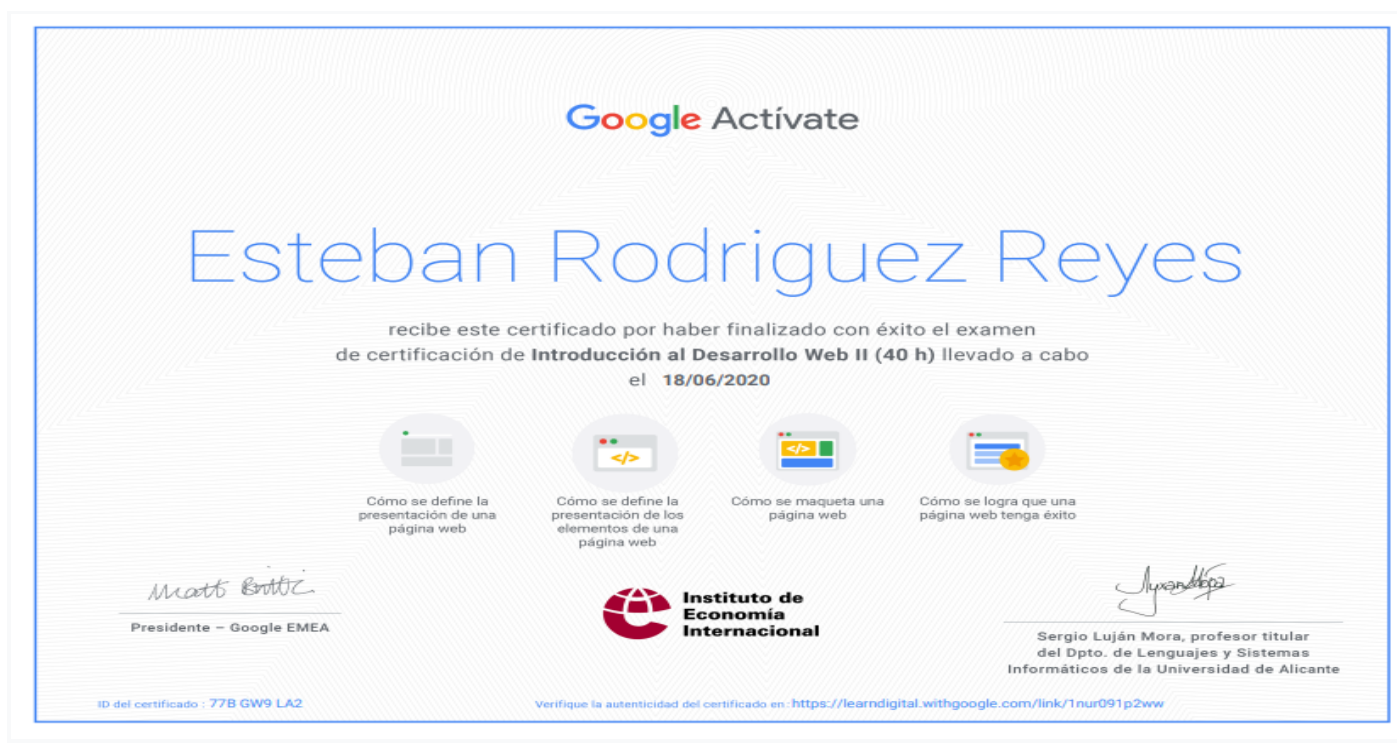 Google Actívate
Esteban Rodriguez Reyes
recibe este certificado por haber finalizado con éxito el examen
de certificación de Introducción al Desarrollo Web II (40 h) llevado a cabo
el 18/06/2020
Cómo se define la
presentación de una
página web
Cómo se define la
presentación de los
elementos de una
página web
Cómo se maqueta una
página web
Cómo se logra que una
página web tenga éxito
Matt
Presidente – Google EMEA
Instituto de
Economía
Internacional
Sergio Luján Mora, profesor titular
del Dpto. de Lenguajes y Sistemas
Informáticos de la Universidad de Alicante
ID del certificado : 77B GW9 LA2
Verifique la autenticidad del certificado en: https://learndigital.withgoogle.com/link/1nur091p2ww